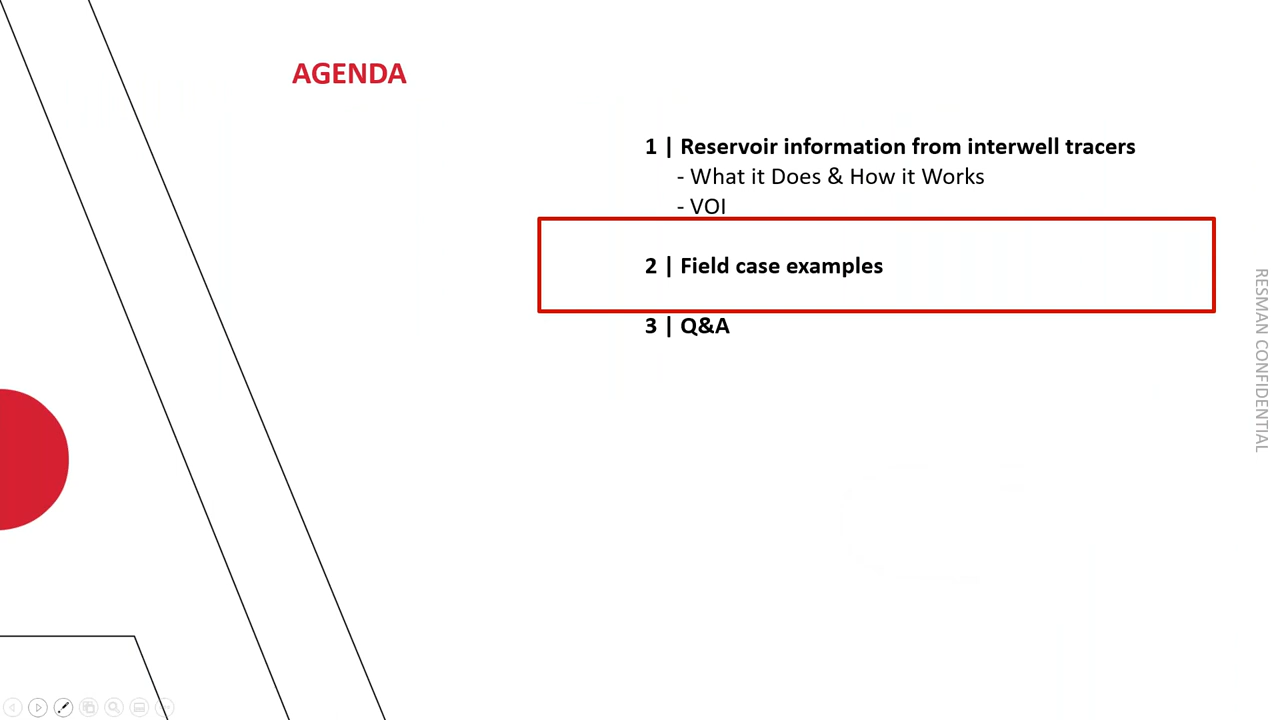 AGENDA
1 | Reservoir information from interwell tracers
- What it Does & How it Works
- VOI
2 | Field case examples
3 | Q&A
RESMAN CONFIDENTIAL